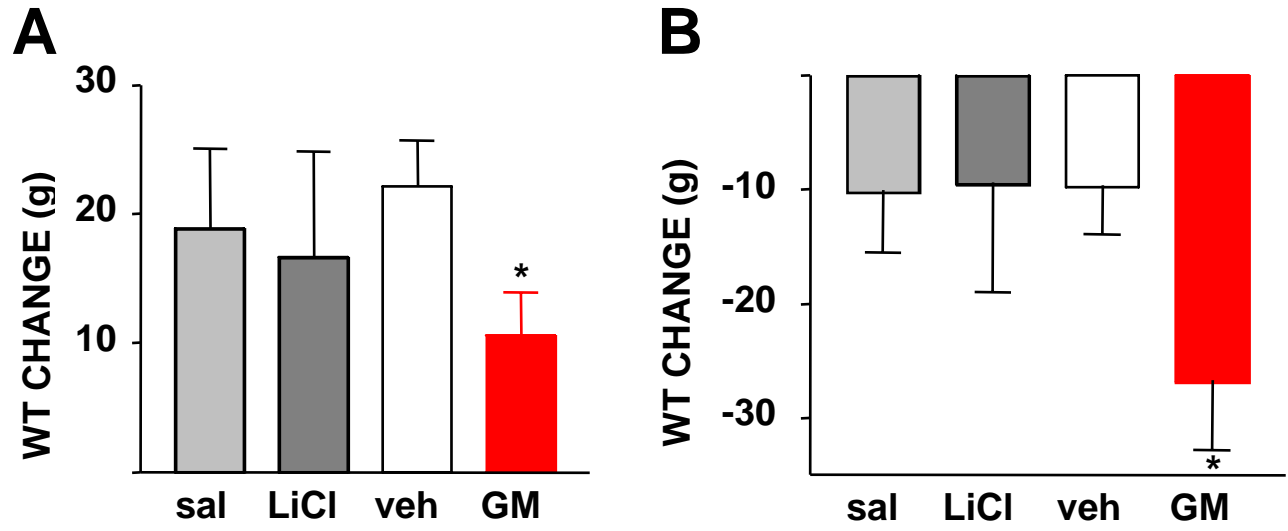 A
WT CHANGE (g)
30
20
10
*
sal LiCl veh GM
B
WT CHANGE (g)
-10
-20
-30
*
sal LiCl veh GM